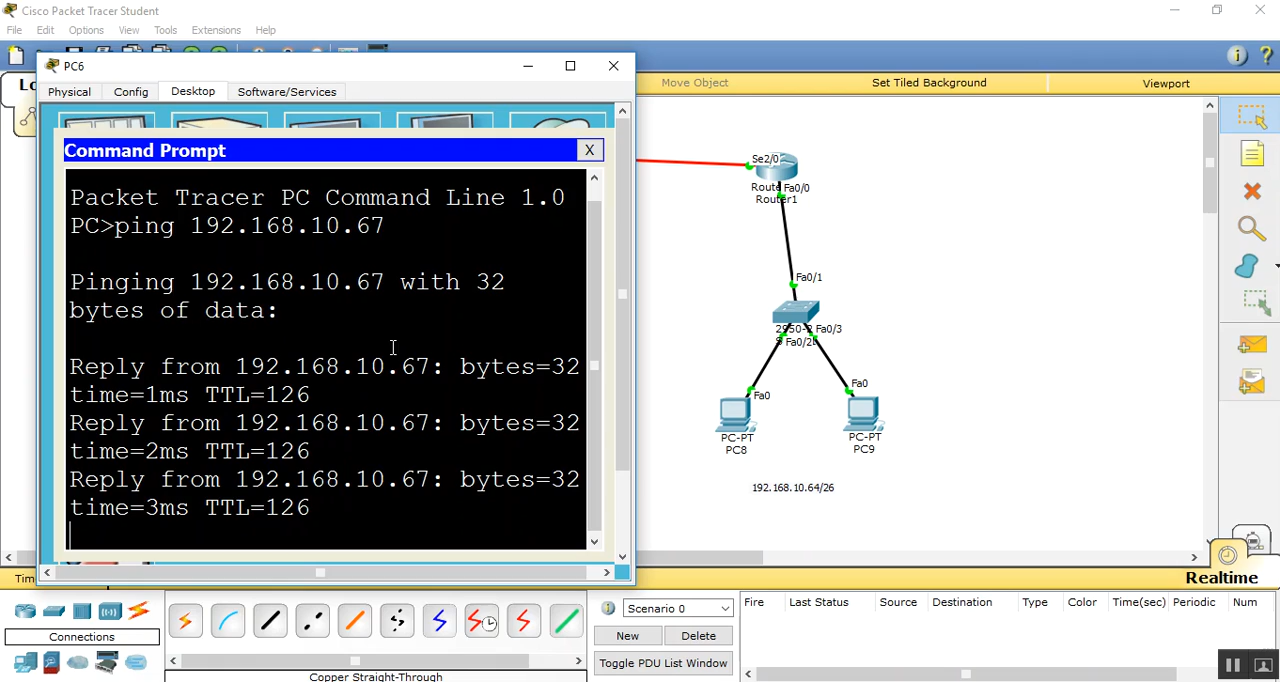 Cisco Packet Tracer Student
File Edit Options View Tools Extensions Help
PC6
Physical Config Desktop Software/Services
Lo
Move Object Set Tiled Background Viewport
Command Prompt X
Packet Tracer PC Command Line 1.0
PC>ping 192.168.10.67
Pinging 192.168.10.67 with 32
bytes of data:
Reply from 192.168.10.67: bytes=32
time=1ms TTL=126
Reply from 192.168.10.67: bytes=32
time=2ms TTL=126
Reply from 192.168.10.67: bytes=32
time=3ms TTL=126
Se2/0
Fa0/0
Router1
Fa0/1
Fa0/3
Fa0/2
Fa0
Fa0
PC-PT
PC8
PC-PT
PC9
192.168.10.64/26
Tim
Realtime
Connections
Copper Straight-Through
Scenario 0
New Delete
Toggle PDU List Window
Fire Last Status Source Destination Type Color Time(sec) Periodic Num